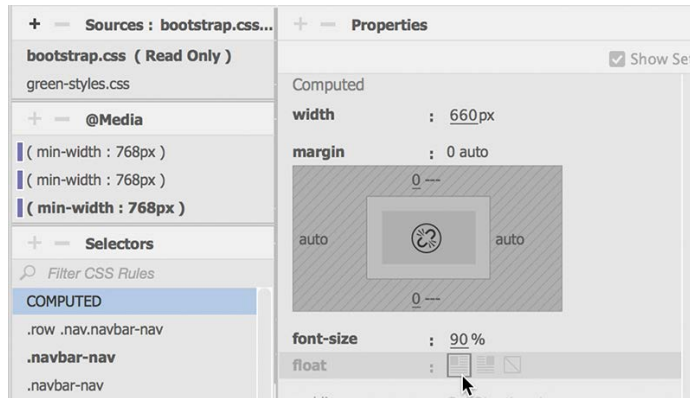 + − Sources : bootstrap.css...
bootstrap.css ( Read Only )
green-styles.css
+ − @Media
( min-width : 768px )
( min-width : 768px )
( min-width : 768px )
+ − Selectors
Filter CSS Rules
COMPUTED
.row .nav.navbar-nav
.navbar-nav
.navbar-nav
+ − Properties
Show Set
Computed
width : 660px
margin : 0 auto
0 ---
auto auto
0 ---
font-size : 90 %
float :